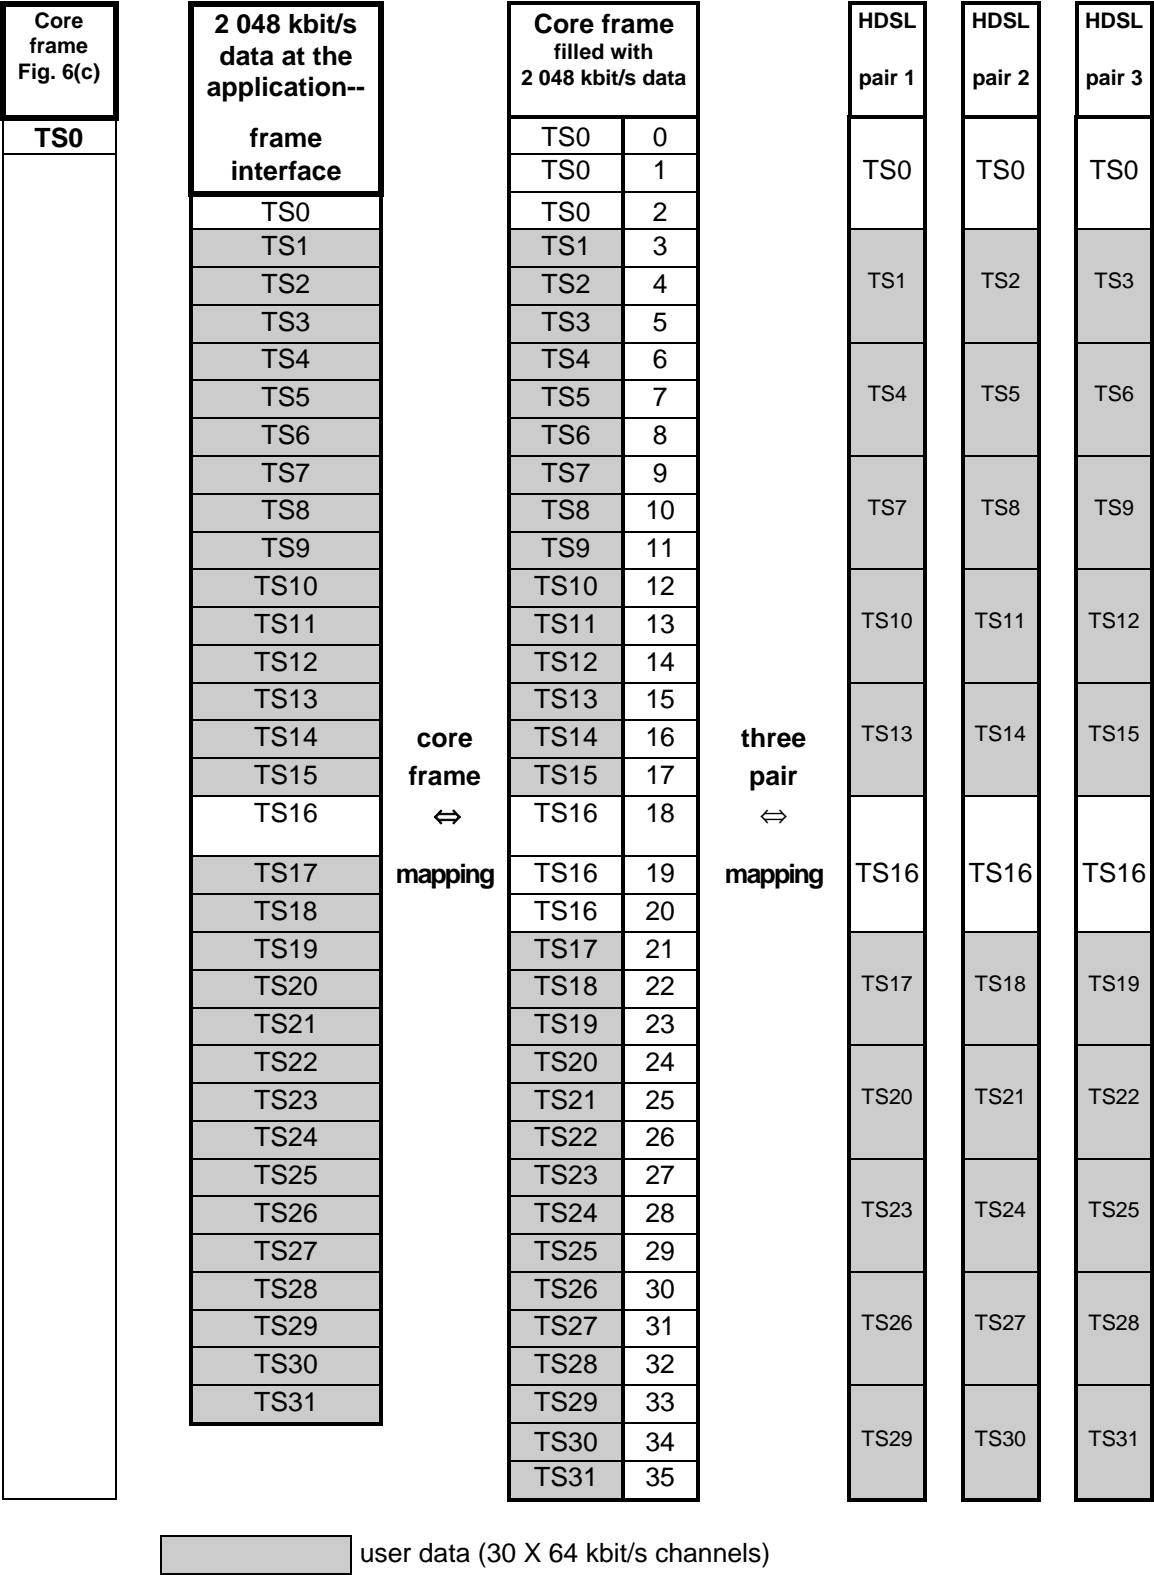 Core
frame
Fig. 6(c)
TS0
2 048 kbit/s
data at the
application--
frame
interface
TS0
TS1
TS2
TS3
TS4
TS5
TS6
TS7
TS8
TS9
TS10
TS11
TS12
TS13
TS14
TS15
TS16
TS17
TS18
TS19
TS20
TS21
TS22
TS23
TS24
TS25
TS26
TS27
TS28
TS29
TS30
TS31
core
frame
⇔
mapping
Core frame
filled with
2 048 kbit/s data
TS0 0
TS0 1
TS0 2
TS1 3
TS2 4
TS3 5
TS4 6
TS5 7
TS6 8
TS7 9
TS8 10
TS9 11
TS10 12
TS11 13
TS12 14
TS13 15
TS14 16
TS15 17
TS16 18
TS16 19
TS16 20
TS17 21
TS18 22
TS19 23
TS20 24
TS21 25
TS22 26
TS23 27
TS24 28
TS25 29
TS26 30
TS27 31
TS28 32
TS29 33
TS30 34
TS31 35
three
pair
⇔
mapping
HDSL
pair 1
TS0
TS1
TS4
TS7
TS10
TS13
TS16
TS17
TS20
TS23
TS26
TS29
HDSL
pair 2
TS0
TS2
TS5
TS8
TS11
TS14
TS16
TS18
TS21
TS24
TS27
TS30
HDSL
pair 3
TS0
TS3
TS6
TS9
TS12
TS15
TS16
TS19
TS22
TS25
TS28
TS31
user data (30 X 64 kbit/s channels)